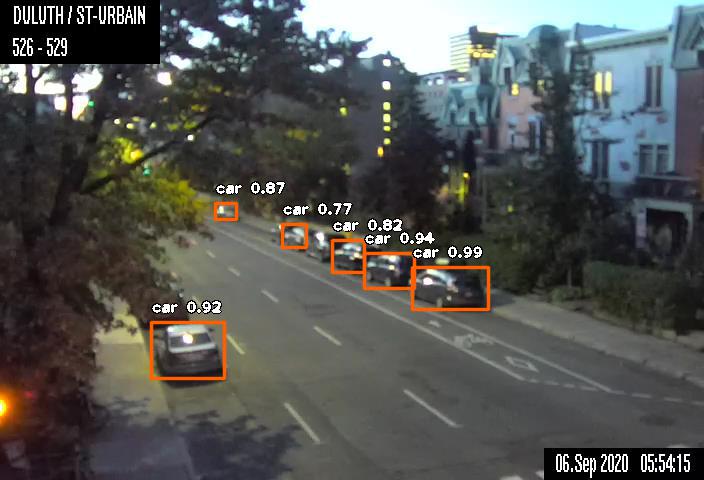 DULUTH / ST-URBAIN
526 - 529
car 0.87
car 0.77
car 0.82
car 0.94
car 0.99
car 0.92
06.Sep 2020 05:54:15